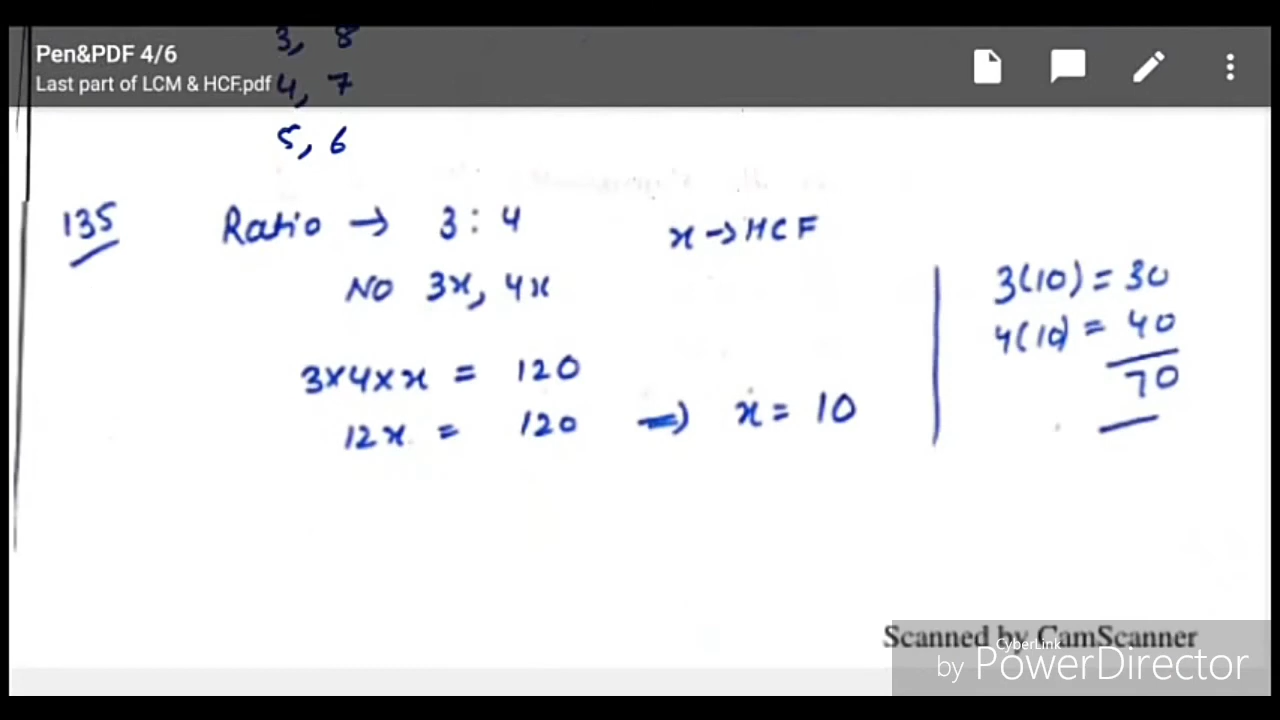 3, 8
Pen&PDF 4/6
Last part of LCM & HCF.pdf
4, 7
5, 6
135 Ratio → 3 : 4 x → HCF
NO 3x, 4x
3(10) = 30
4(10) = 40
70
3×4×x = 120
12x = 120 ⇒ x = 10
Scanned by CamScanner
CyberLink
by PowerDirector